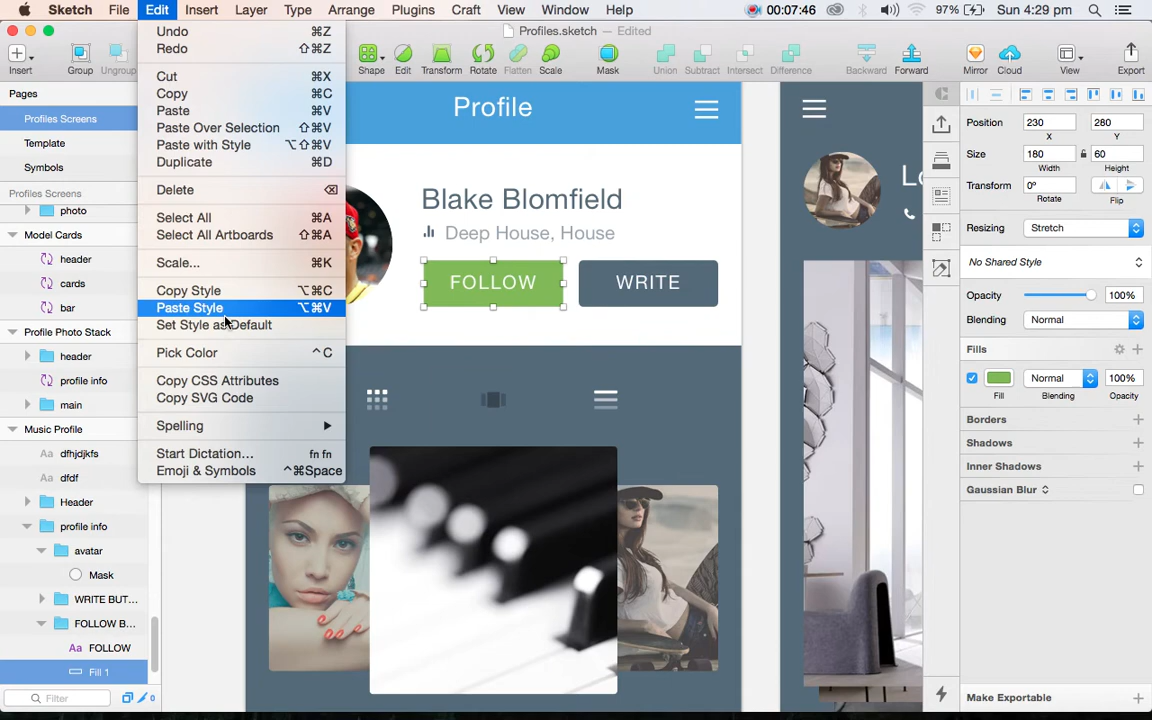 Sketch File Edit Insert Layer Type Arrange Plugins Craft View Window Help 00:07:46 97% Sun 4:29 pm
Profiles.sketch — Edited
Insert Group Ungroup Shape Edit Transform Rotate Flatten Scale Mask Union Subtract Intersect Difference Backward Forward Mirror Cloud View Export
Pages
Profiles Screens
Template
Symbols
Profiles Screens
photo
Model Cards
header
cards
bar
Profile Photo Stack
header
profile info
main
Music Profile
dfhjdjkfs
dfdf
Header
profile info
avatar
Mask
WRITE BUT...
FOLLOW B...
Aa FOLLOW
Fill 1
Filter 0
Undo ⌘Z
Redo ⇧⌘Z
Cut ⌘X
Copy ⌘C
Paste ⌘V
Paste Over Selection ⇧⌘V
Paste with Style ⌥⇧⌘V
Duplicate ⌘D
Delete ⌫
Select All ⌘A
Select All Artboards ⇧⌘A
Scale... ⌘K
Copy Style ⌥⌘C
Paste Style ⌥⌘V
Set Style as Default
Pick Color ^C
Copy CSS Attributes
Copy SVG Code
Spelling
Start Dictation... fn fn
Emoji & Symbols ^⌘Space
Profile
Blake Blomfield
Deep House, House
FOLLOW WRITE
Position 230 280
X Y
Size 180 60
Width Height
Transform 0º
Rotate Flip
Resizing Stretch
No Shared Style
Opacity 100%
Blending Normal
Fills
Normal 100%
Fill Blending Opacity
Borders
Shadows
Inner Shadows
Gaussian Blur
Make Exportable